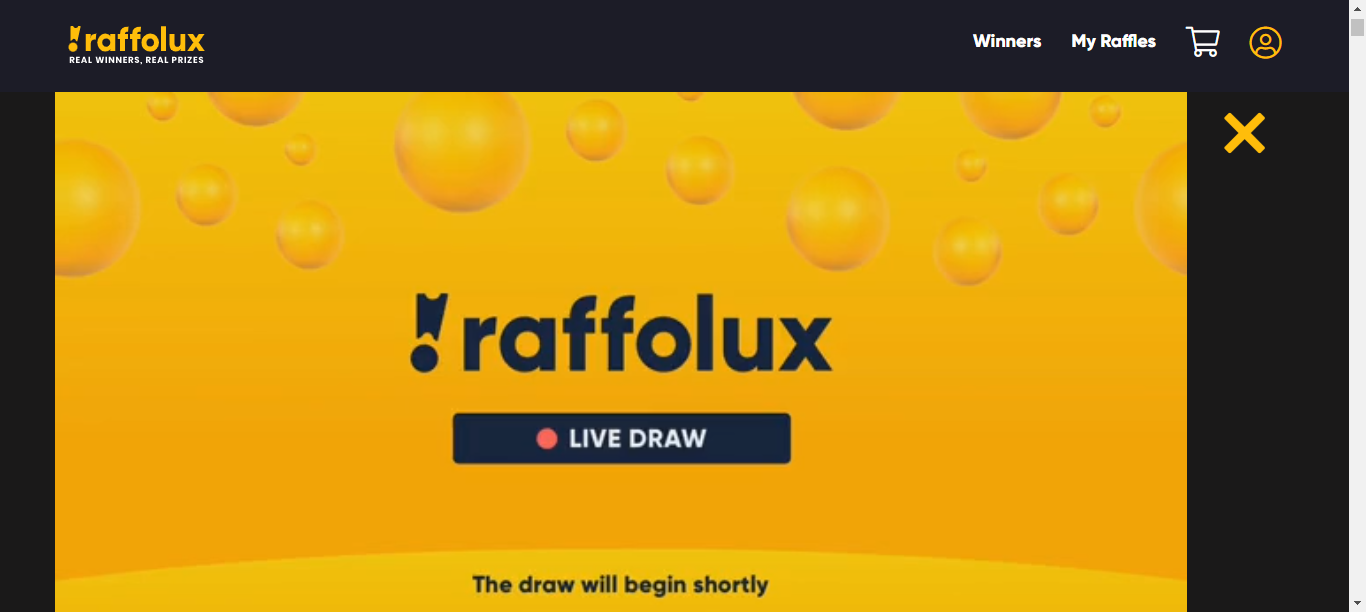 raffolux
REAL WINNERS, REAL PRIZES
Winners
My Raffles
raffolux
LIVE DRAW
The draw will begin shortly